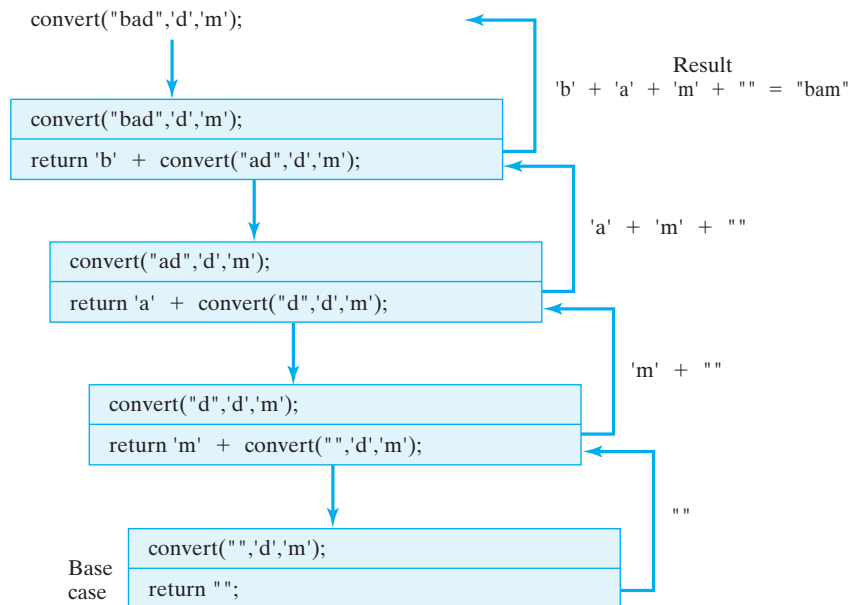 convert("bad",'d','m');
Result
'b' + 'a' + 'm' + "" = "bam"
convert("bad",'d','m');
return 'b' + convert("ad",'d','m');
'a' + 'm' + ""
convert("ad",'d','m');
return 'a' + convert("d",'d','m');
'm' + ""
convert("d",'d','m');
return 'm' + convert("",'d','m');
""
convert("",'d','m');
Base
case
return "";